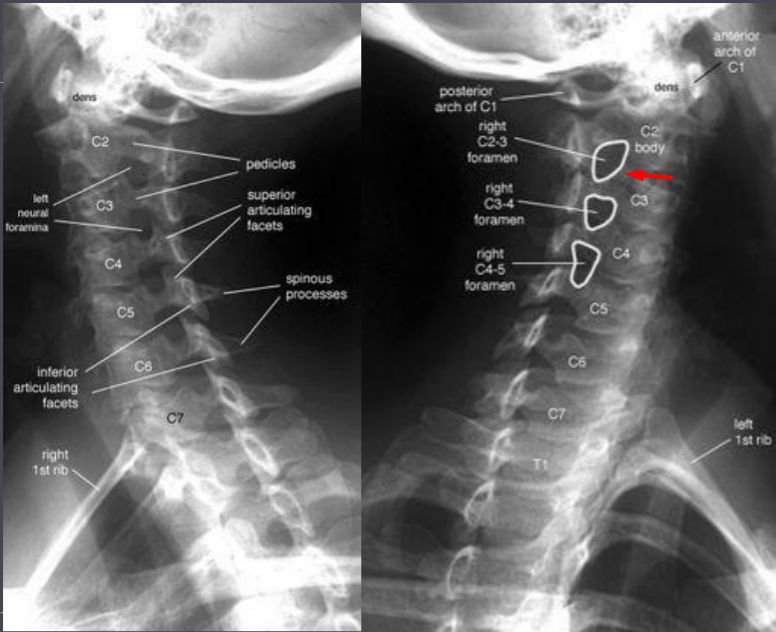 dens
C2
pedicles
left
neural
foramina
C3
superior
articulating
facets
C4
spinous
processes
C5
inferior
articulating
facets
C6
C7
right
1st rib
anterior
arch of
C1
dens
posterior
arch of C1
right
C2-3
foramen
C2
body
right
C3-4
foramen
C3
right
C4-5
foramen
C4
C5
C6
C7
left
1st rib
T1